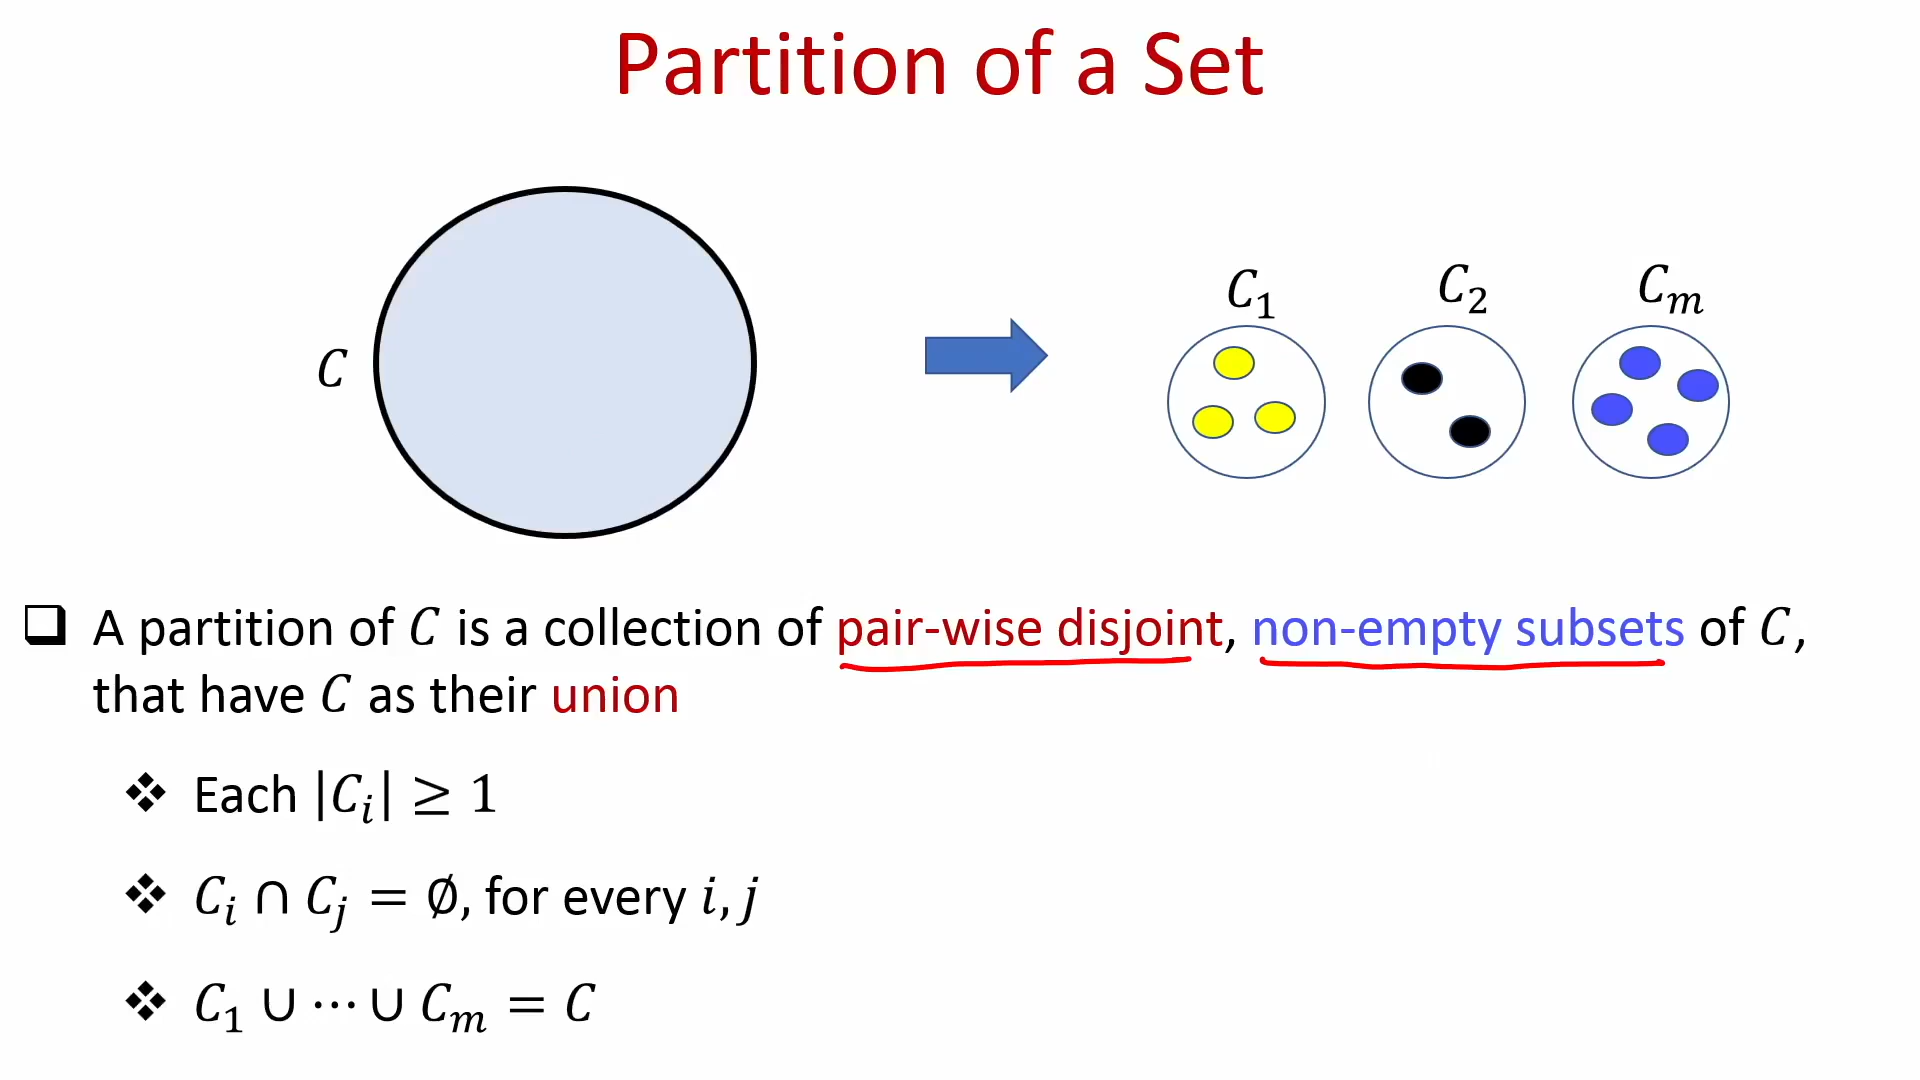 Partition of a Set
C
C₁ C₂ Cₘ
A partition of C is a collection of pair-wise disjoint, non-empty subsets of C,
that have C as their union
❖ Each |Cᵢ| ≥ 1
❖ Cᵢ ∩ Cⱼ = ∅, for every i, j
❖ C₁ ∪ ⋯ ∪ Cₘ = C